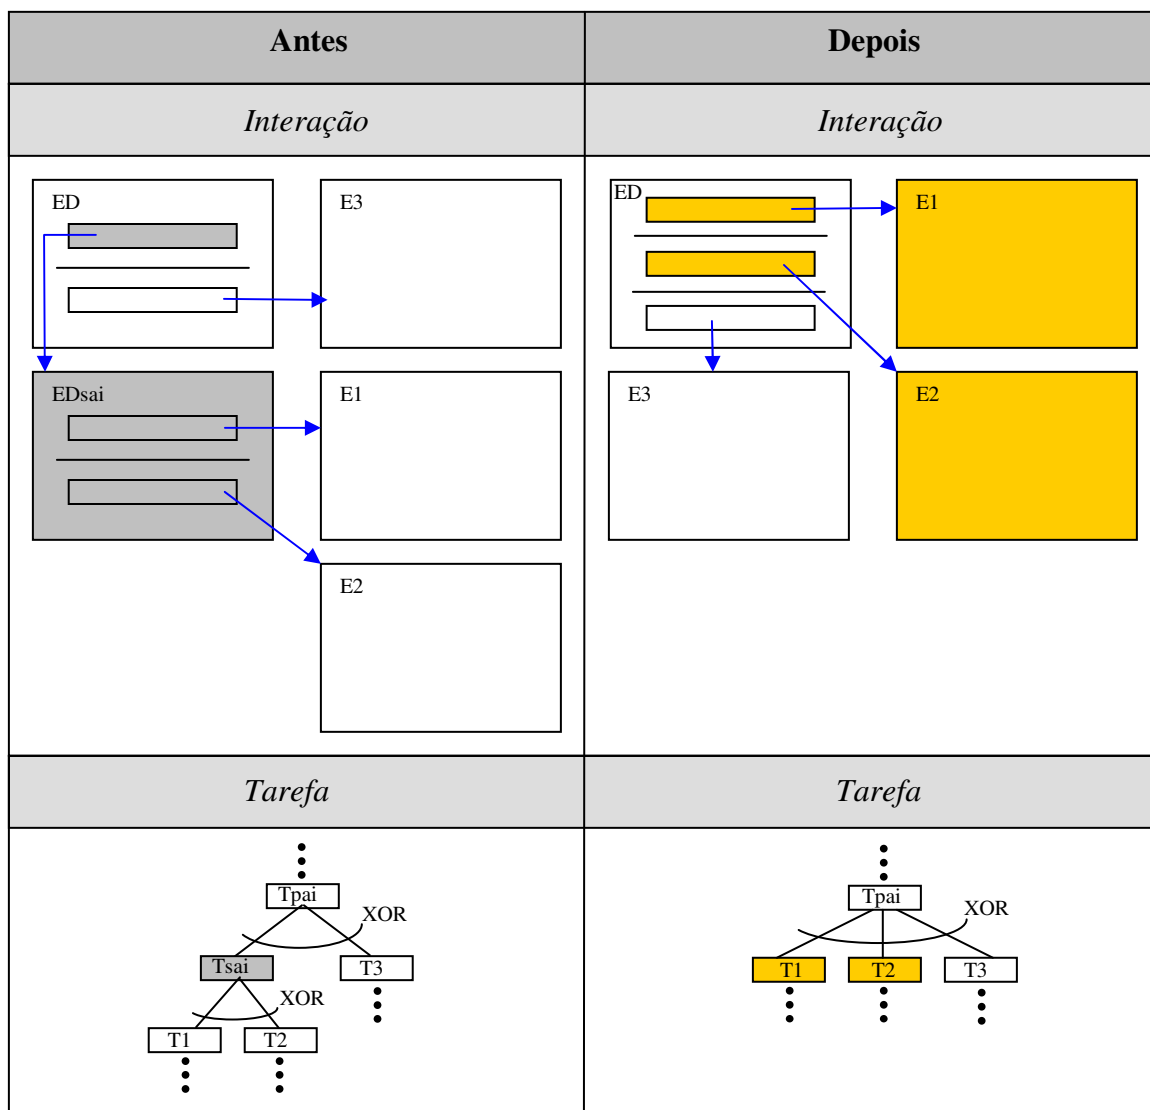 Antes
Depois
Interação
Interação
ED
E3
EDsai
E1
E2
ED
E1
E3
E2
Tarefa
Tarefa
Tpai
XOR
Tsai
T3
XOR
T1
T2
Tpai
XOR
T1
T2
T3